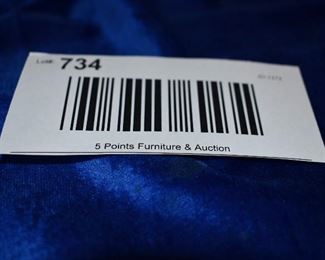 Lot#: 734
5 Points Furniture & Auction